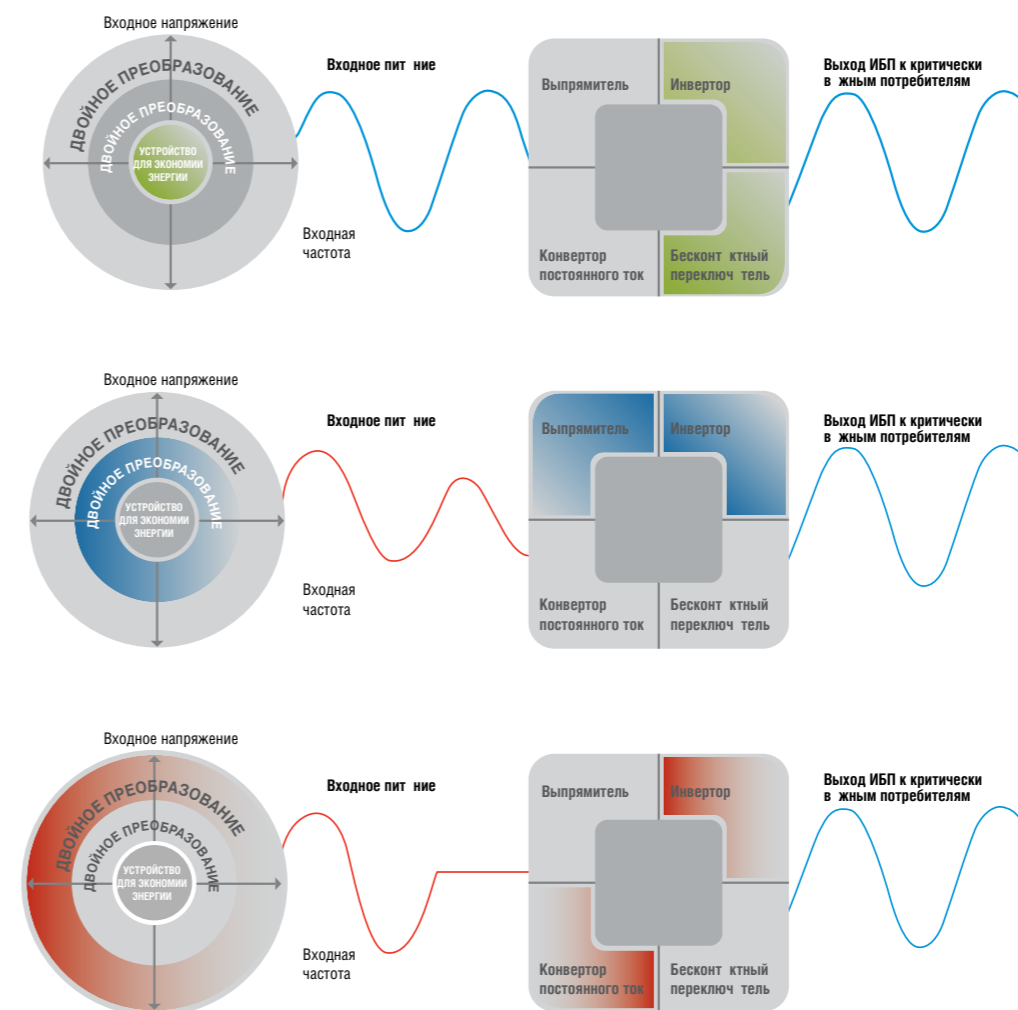 Входное напряжение
ДВОЙНОЕ ПРЕОБРАЗОВАНИЕ
ДВОЙНОЕ ПРЕОБРАЗОВАНИЕ
УСТРОЙСТВО
ДЛЯ ЭКОНОМИИ
ЭНЕРГИИ
Входная
частота
Входное пит ние
Выпрямитель
Инвертор
Конвертор
постоянного ток
Бесконт ктный
переключ тель
Выход ИБП к критически
в жным потребителям
Входное напряжение
ДВОЙНОЕ ПРЕОБРАЗОВАНИЕ
ДВОЙНОЕ ПРЕОБРАЗОВАНИЕ
УСТРОЙСТВО
ДЛЯ ЭКОНОМИИ
ЭНЕРГИИ
Входная
частота
Входное пит ние
Выпрямитель
Инвертор
Конвертор
постоянного ток
Бесконт ктный
переключ тель
Выход ИБП к критически
в жным потребителям
Входное напряжение
ДВОЙНОЕ ПРЕОБРАЗОВАНИЕ
ДВОЙНОЕ ПРЕОБРАЗОВАНИЕ
УСТРОЙСТВО
ДЛЯ ЭКОНОМИИ
ЭНЕРГИИ
Входная
частота
Входное пит ние
Выпрямитель
Инвертор
Конвертор
постоянного ток
Бесконт ктный
переключ тель
Выход ИБП к критически
в жным потребителям